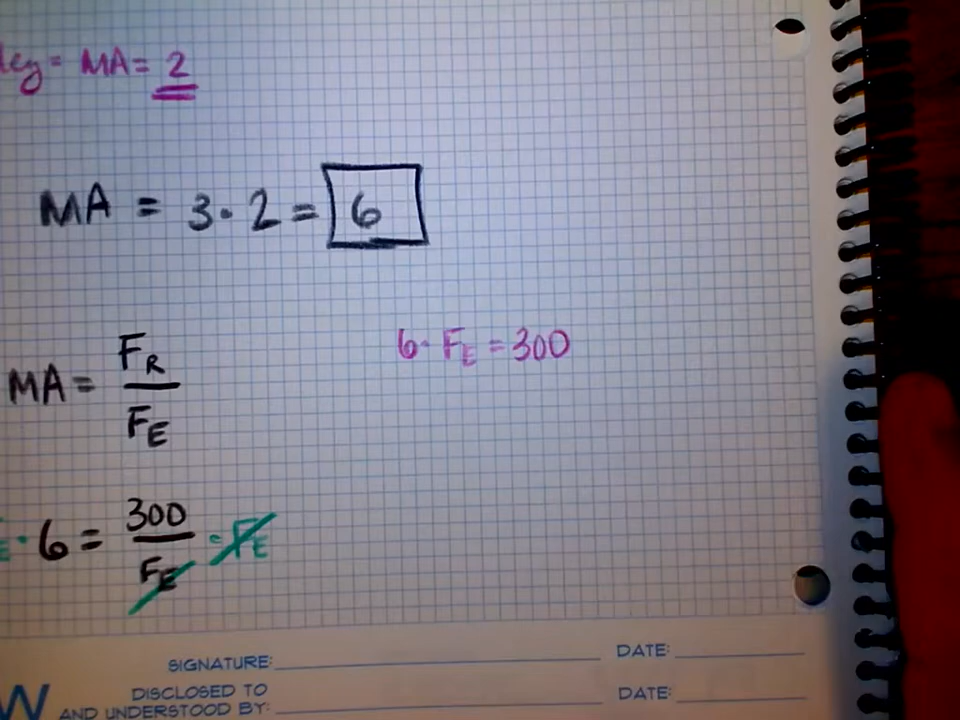 MA = 2
MA = 3 · 2 = 6
6 · FE = 300
MA = FR / FE
· 6 = 300 / FE · FE
SIGNATURE: DATE:
DISCLOSED TO
AND UNDERSTOOD BY: DATE: